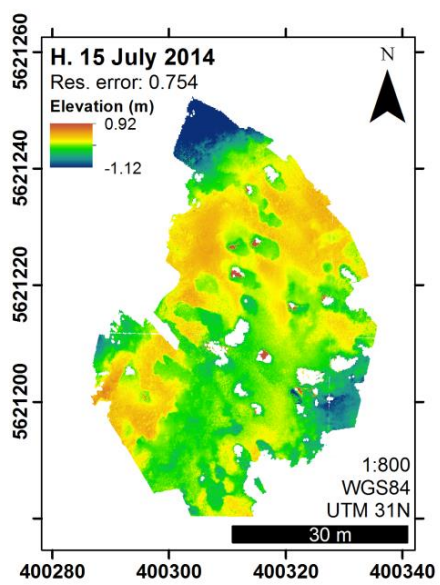 H. 15 July 2014
Res. error: 0.754
Elevation (m)
0.92
-1.12
N
5621260
5621240
5621220
5621200
1:800
WGS84
UTM 31N
30 m
400280
400300
400320
400340